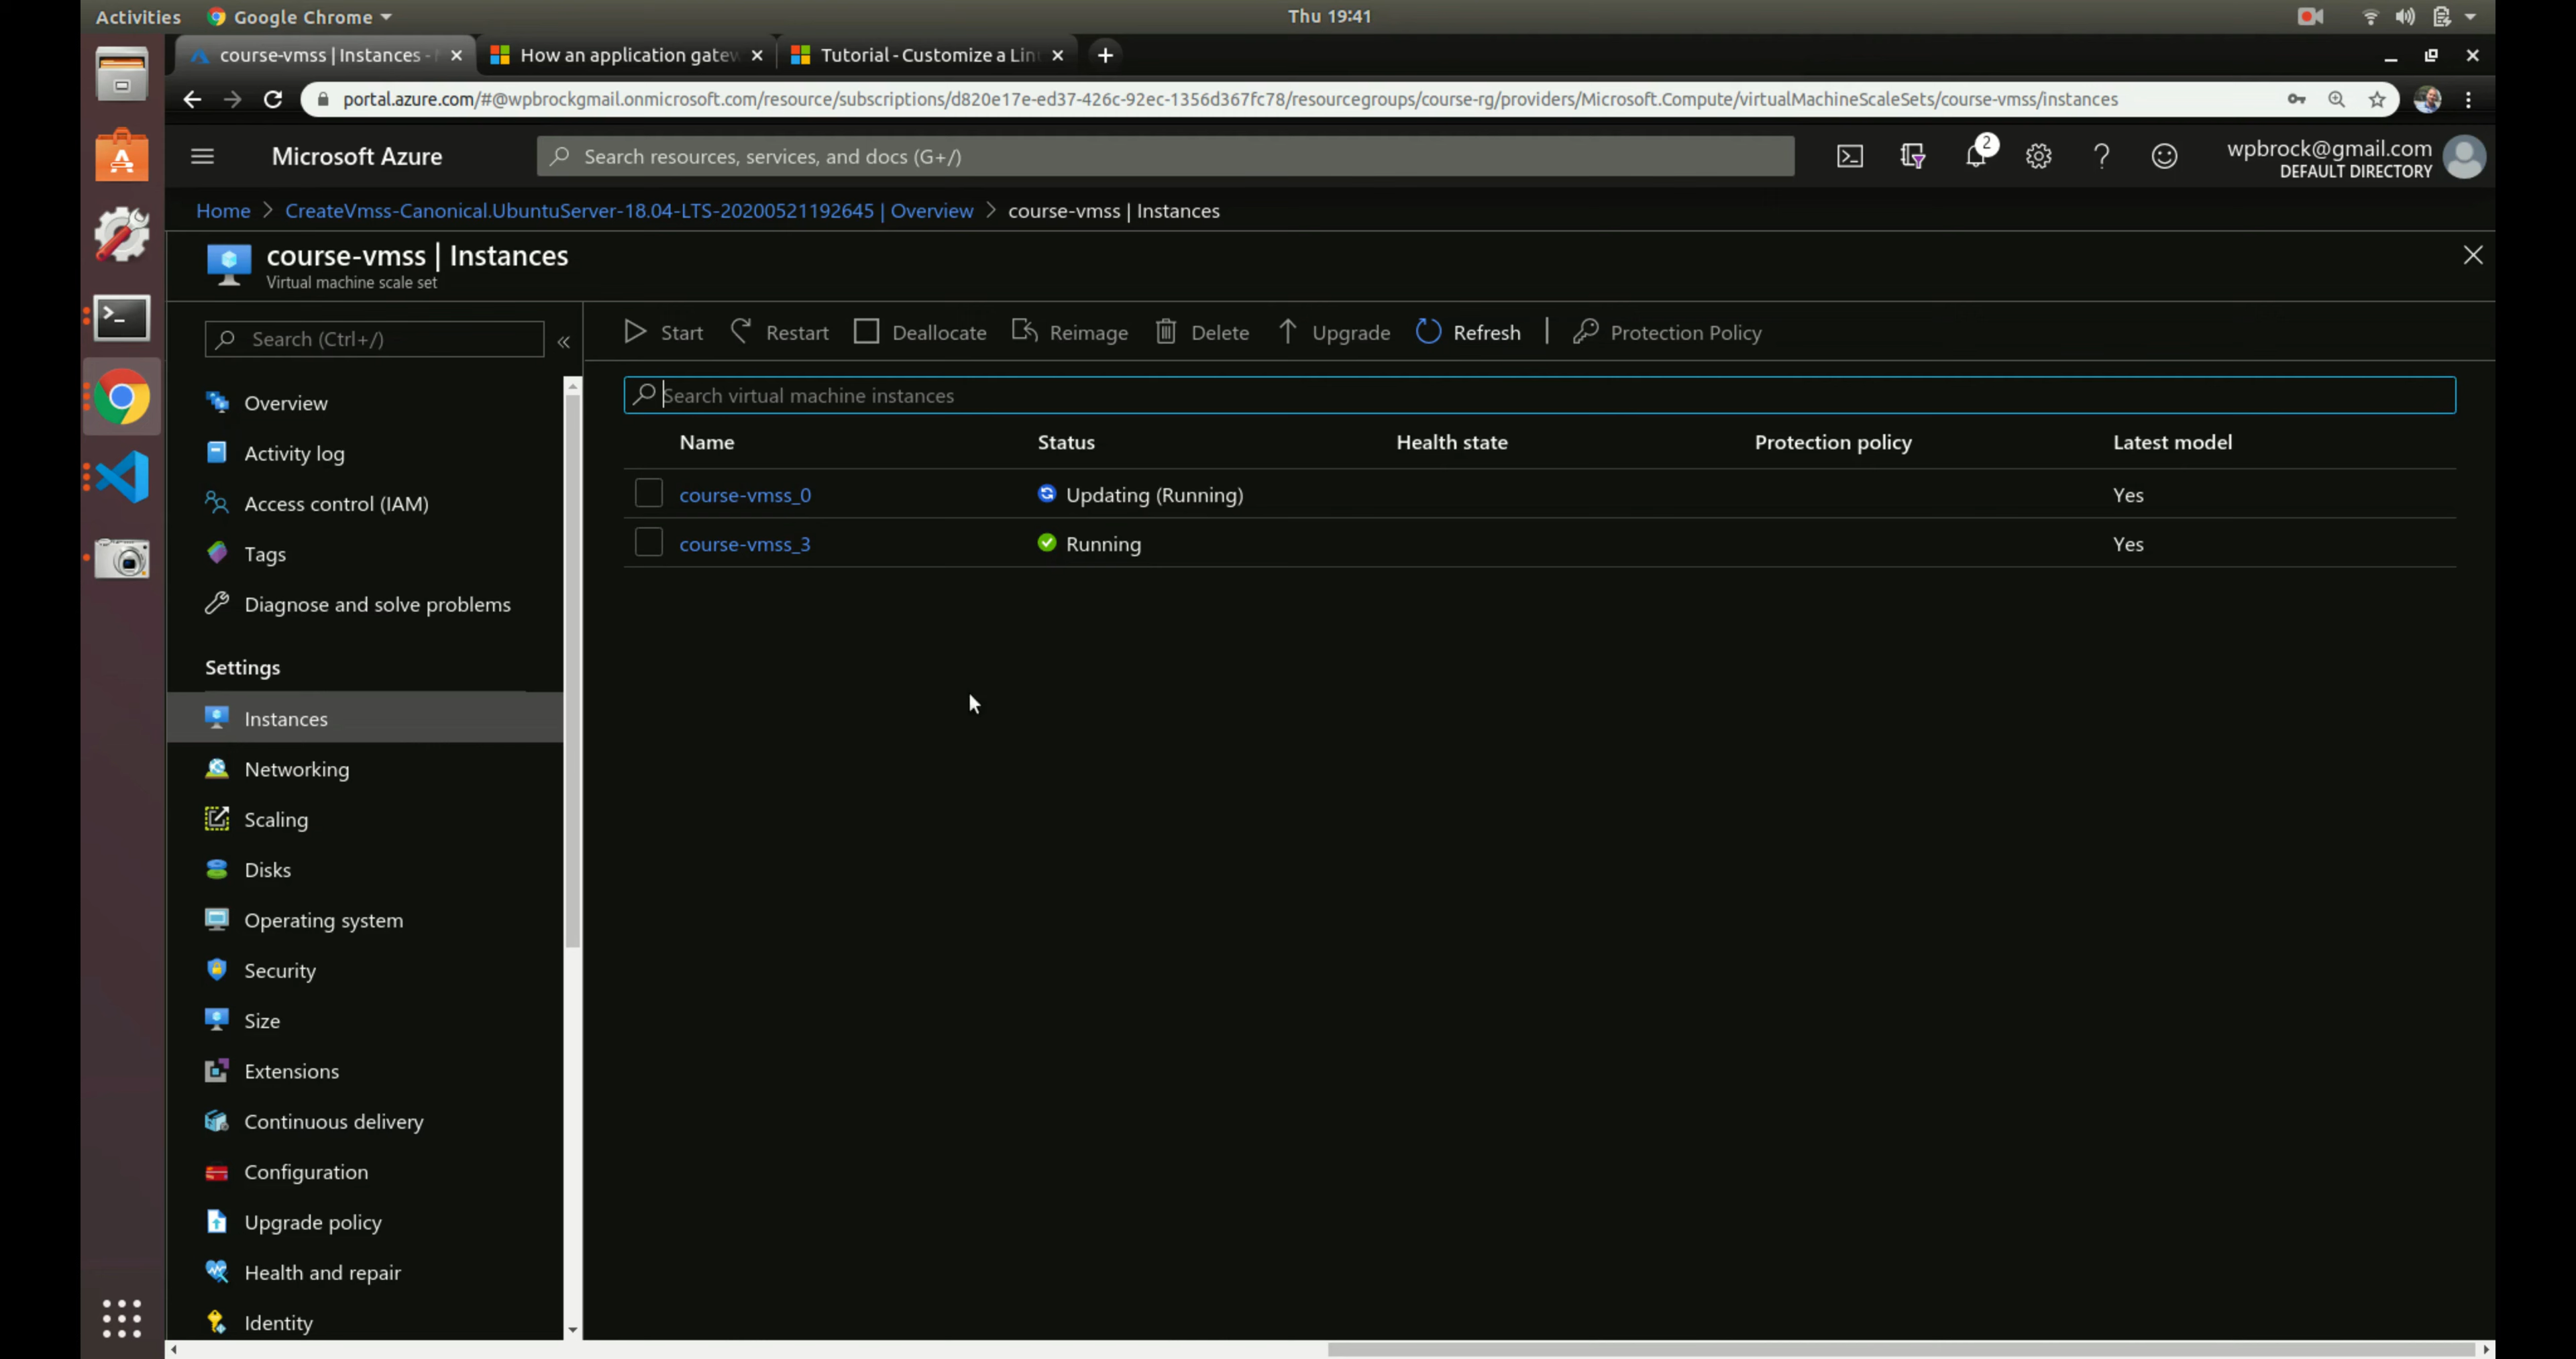 Activities Google Chrome Thu 19:41
course-vmss | Instances - How an application gatew Tutorial - Customize a Lin
portal.azure.com/#@wpbrockgmail.onmicrosoft.com/resource/subscriptions/d820e17e-ed37-426c-92ec-1356d367fc78/resourcegroups/course-rg/providers/Microsoft.Compute/virtualMachineScaleSets/course-vmss/instances
Microsoft Azure Search resources, services, and docs (G+/) 2 wpbrock@gmail.com
DEFAULT DIRECTORY
Home > CreateVmss-Canonical.UbuntuServer-18.04-LTS-20200521192645 | Overview > course-vmss | Instances
course-vmss | Instances
Virtual machine scale set
Search (Ctrl+/) «
Start Restart Deallocate Reimage Delete Upgrade Refresh | Protection Policy
Search virtual machine instances
Name Status Health state Protection policy Latest model
course-vmss_0 Updating (Running) Yes
course-vmss_3 Running Yes
Overview
Activity log
Access control (IAM)
Tags
Diagnose and solve problems
Settings
Instances
Networking
Scaling
Disks
Operating system
Security
Size
Extensions
Continuous delivery
Configuration
Upgrade policy
Health and repair
Identity